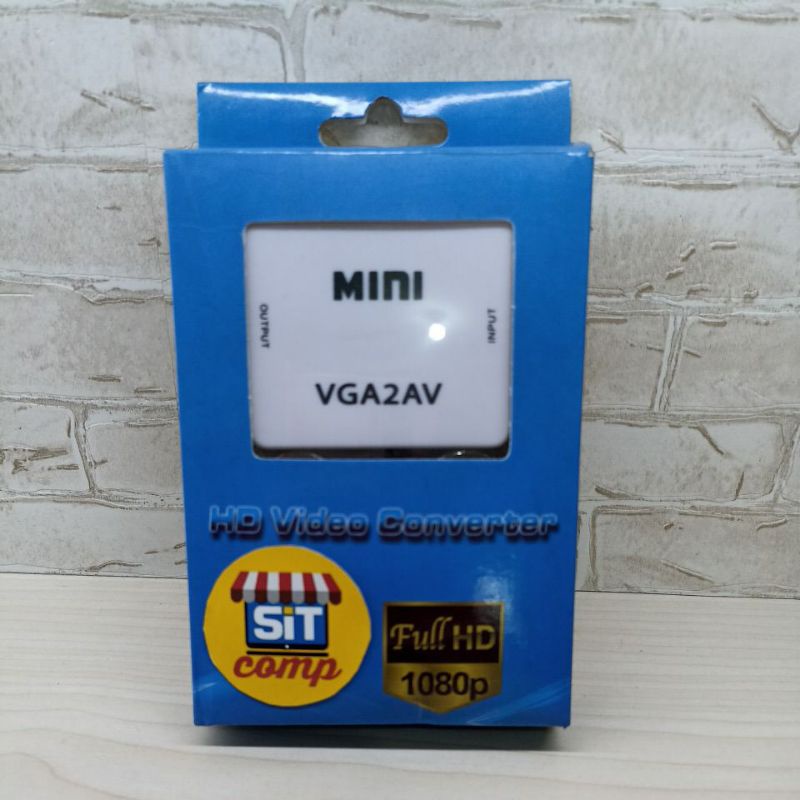 MINI
OUTPUT
INPUT
VGA2AV
HD Video Converter
SiT
comp
Full HD
1080p